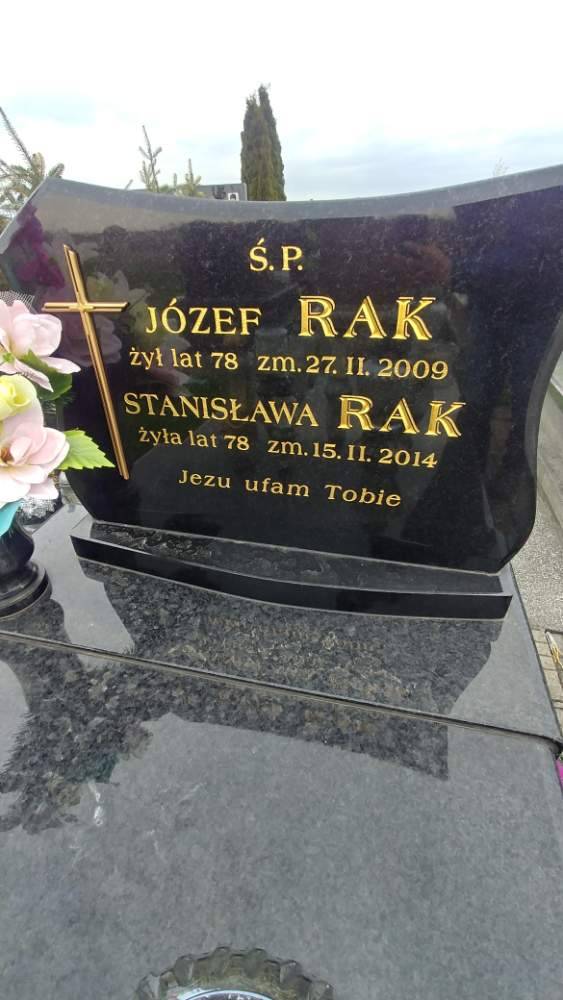 Ś.P.
JÓZEF RAK
żył lat 78 zm. 27. II. 2009
STANISŁAWA RAK
żyła lat 78 zm. 15. II. 2014
Jezu ufam Tobie